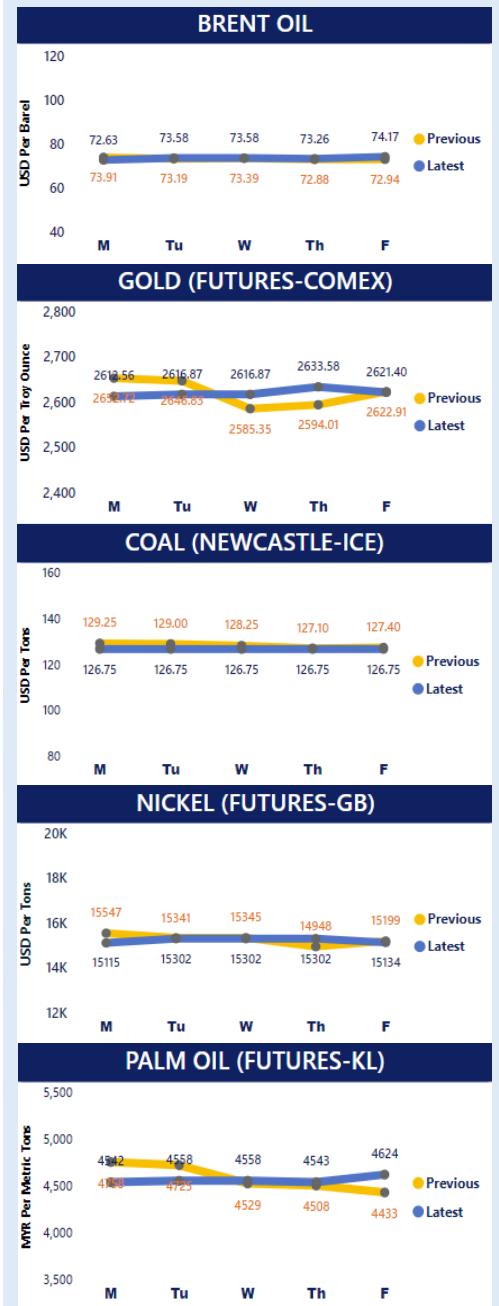 BRENT OIL
120
100
80
60
40
USD Per Barel
72.63 73.58 73.58 73.26 74.17
73.91 73.19 73.39 72.88 72.94
Previous
Latest
M Tu W Th F
GOLD (FUTURES-COMEX)
2,800
2,700
2,600
2,500
2,400
USD Per Troy Ounce
2612.56 2616.87 2616.87 2633.58 2621.40
2652.72 2646.83 2585.35 2594.01 2622.91
Previous
Latest
M Tu W Th F
COAL (NEWCASTLE-ICE)
160
140
120
100
80
USD Per Tons
129.25 129.00 128.25 127.10 127.40
126.75 126.75 126.75 126.75 126.75
Previous
Latest
M Tu W Th F
NICKEL (FUTURES-GB)
20K
18K
16K
14K
12K
USD Per Tons
15547 15341 15345 14948 15199
15115 15302 15302 15302 15134
Previous
Latest
M Tu W Th F
PALM OIL (FUTURES-KL)
5,500
5,000
4,500
4,000
3,500
MYR Per Metric Tons
4542 4558 4558 4543 4624
4725 4529 4508 4433
Previous
Latest
M Tu W Th F